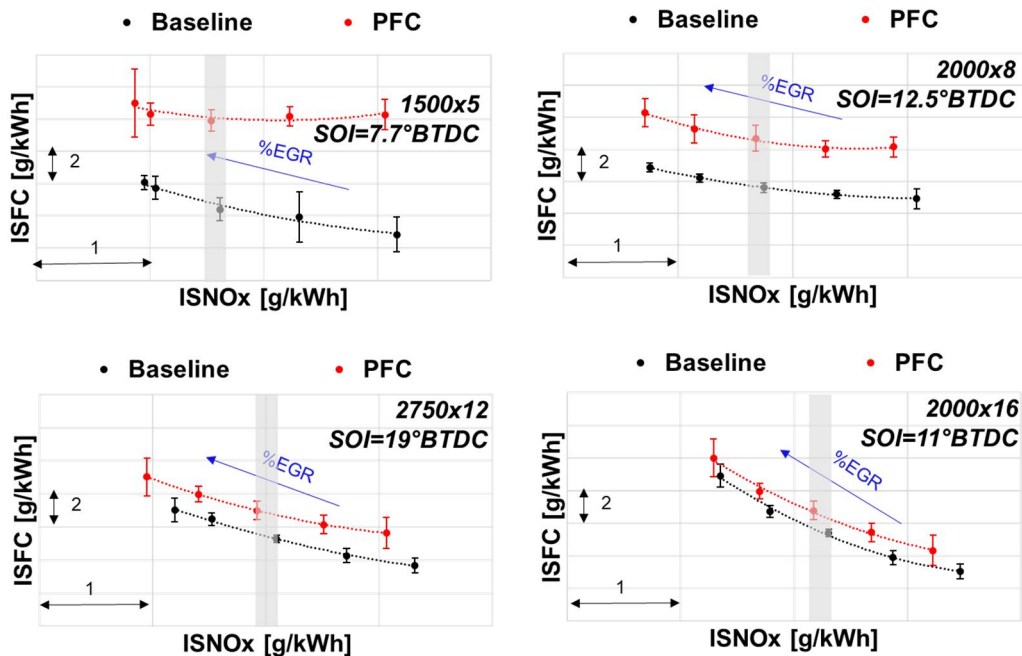 • Baseline • PFC
1500x5
SOI=7.7°BTDC
%EGR
2
1
ISFC [g/kWh]
ISNOx [g/kWh]
• Baseline • PFC
2000x8
SOI=12.5°BTDC
%EGR
2
1
ISFC [g/kWh]
ISNOx [g/kWh]
• Baseline • PFC
2750x12
SOI=19°BTDC
%EGR
2
1
ISFC [g/kWh]
ISNOx [g/kWh]
• Baseline • PFC
2000x16
SOI=11°BTDC
%EGR
2
1
ISFC [g/kWh]
ISNOx [g/kWh]